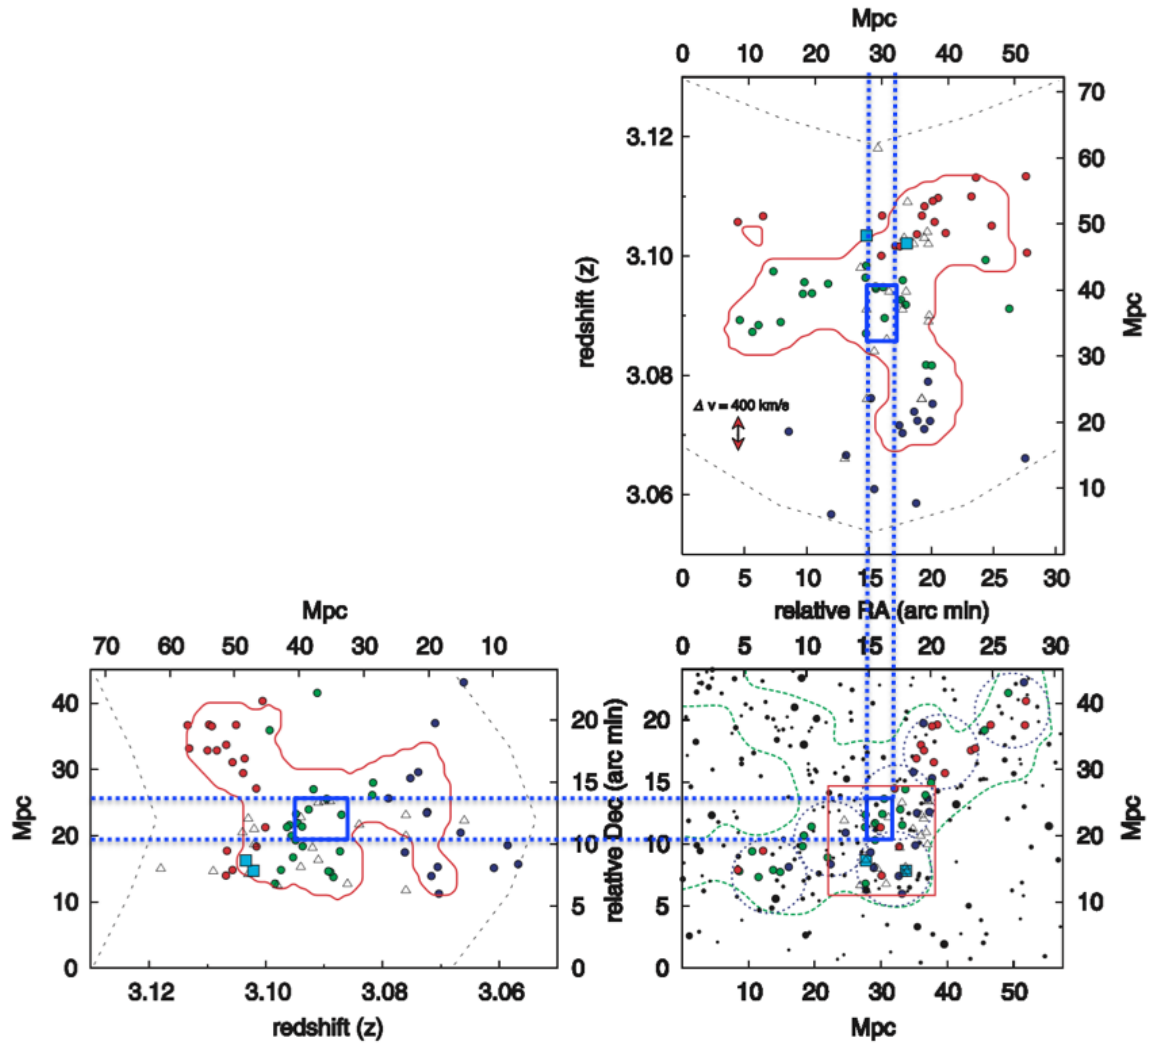 Mpc
0 10 20 30 40 50
3.12
3.10
3.08
3.06
redshift (z)
70
60
50
40
30
20
10
Mpc
Δ v = 400 km/s
0 5 10 15 20 25 30
relative RA (arc min)
Mpc
70 60 50 40 30 20 10
40
30
20
10
0
Mpc
20
15
10
5
0
relative Dec (arc min)
3.12 3.10 3.08 3.06
redshift (z)
0 5 10 15 20 25 30
20
15
10
5
0
40
30
20
10
Mpc
10 20 30 40 50
Mpc